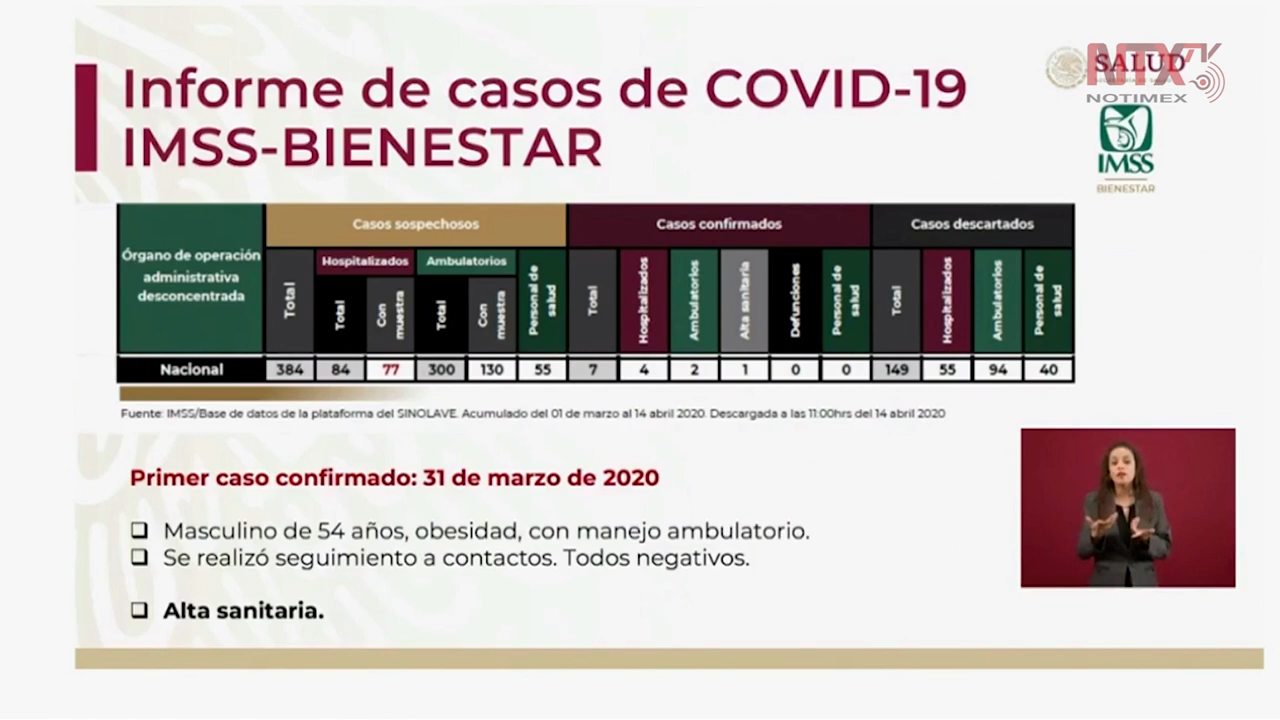 Informe de casos de COVID-19
IMSS-BIENESTAR
SALUD
NTX
NOTIMEX
IMSS
BIENESTAR
Órgano de operación
administrativa
desconcentrada
Casos sospechosos
Casos confirmados
Casos descartados
Total
Hospitalizados
Ambulatorios
Total
Con
muestra
Total
Con
muestra
Personal de
salud
Total
Hospitalizados
Ambulatorios
Alta sanitaria
Defunciones
Personal de
salud
Total
Hospitalizados
Ambulatorios
Personal de
salud
Nacional 384 84 77 300 130 55 7 4 2 1 0 0 149 55 94 40
Fuente: IMSS/Base de datos de la plataforma del SINOLAVE. Acumulado del 01 de marzo al 14 abril 2020. Descargada a las 11:00hrs del 14 abril 2020
Primer caso confirmado: 31 de marzo de 2020
Masculino de 54 años, obesidad, con manejo ambulatorio.
Se realizó seguimiento a contactos. Todos negativos.
Alta sanitaria.